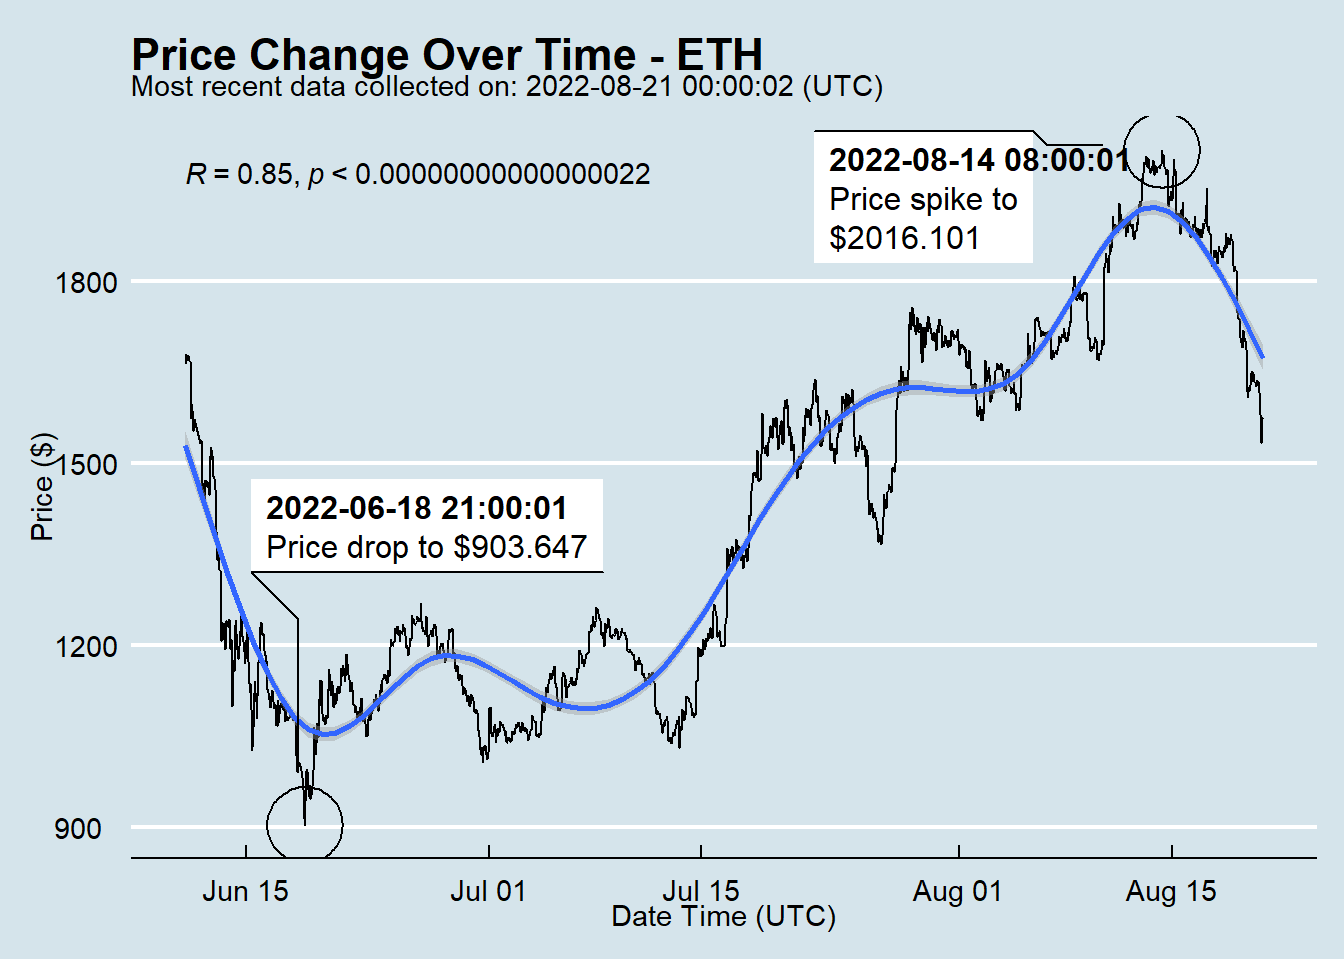 Price Change Over Time - ETH
Most recent data collected on: 2022-08-21 00:00:02 (UTC)
R = 0.85, p < 0.00000000000000022
2022-08-14 08:00:01
Price spike to
$2016.101
2022-06-18 21:00:01
Price drop to $903.647
Price ($)
1800
1500
1200
900
Jun 15
Jul 01
Jul 15
Aug 01
Aug 15
Date Time (UTC)